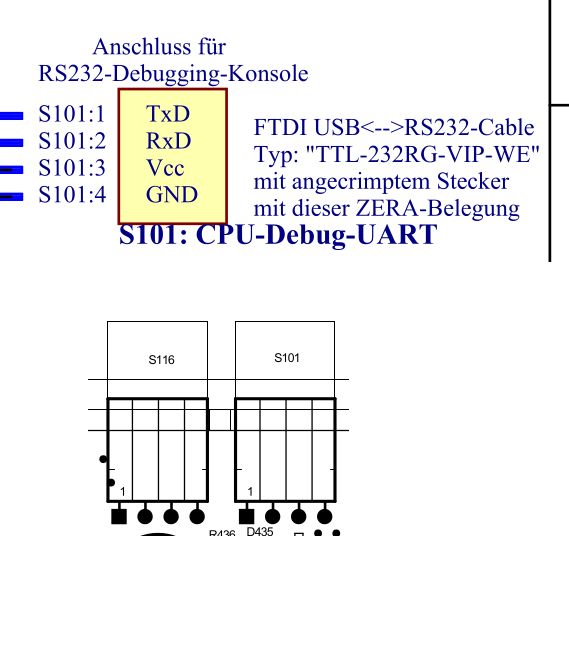 Anschluss für
RS232-Debugging-Konsole
S101:1 TxD
S101:2 RxD
S101:3 Vcc
S101:4 GND
FTDI USB<-->RS232-Cable
Typ: "TTL-232RG-VIP-WE"
mit angecrimptem Stecker
mit dieser ZERA-Belegung
S101: CPU-Debug-UART
S116 S101
1 1
R436 D435